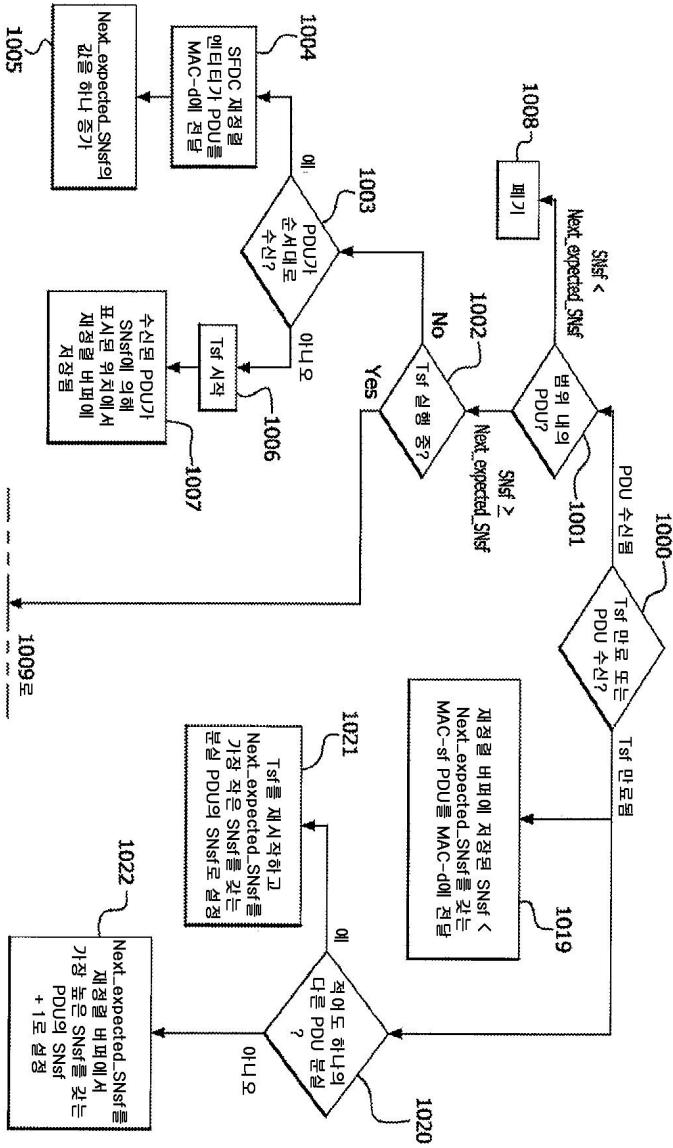 1000
Tsf 만료 또는
PDU 수신?
PDU 수신됨
Tsf 만료됨
범위 내의
PDU?
1001
SNsf <
Next_expected_SNsf
1008
폐기
SNsf ≥
Next_expected_SNsf
1002
Tsf 실행 중?
No
Yes
1003
PDU가
순서대로
수신?
예
아니오
1004
SFDC 재정렬
엔티티가 PDU를
MAC-d에 전달
1005
Next_expected_SNsf의
값을 하나 증가
Tsf 시작
1006
수신된 PDU가
SNsf에 의해
표시된 위치에서
재정렬 버퍼에
저장됨
1007
1009로
재정렬 버퍼에 저장된 SNsf <
Next_expected_SNsf를 갖는
MAC-sf PDU를 MAC-d에 전달
1019
적어도 하나의
다른 PDU 분실
?
1020
예
아니오
Tsf를 재시작하고
Next_expected_SNsf를
가장 작은 SNsf를 갖는
분실 PDU의 SNsf로 설정
1021
Next_expected_SNsf를
재정렬 버퍼에서
가장 높은 SNsf를 갖는
PDU의 SNsf
+ 1로 설정
1022